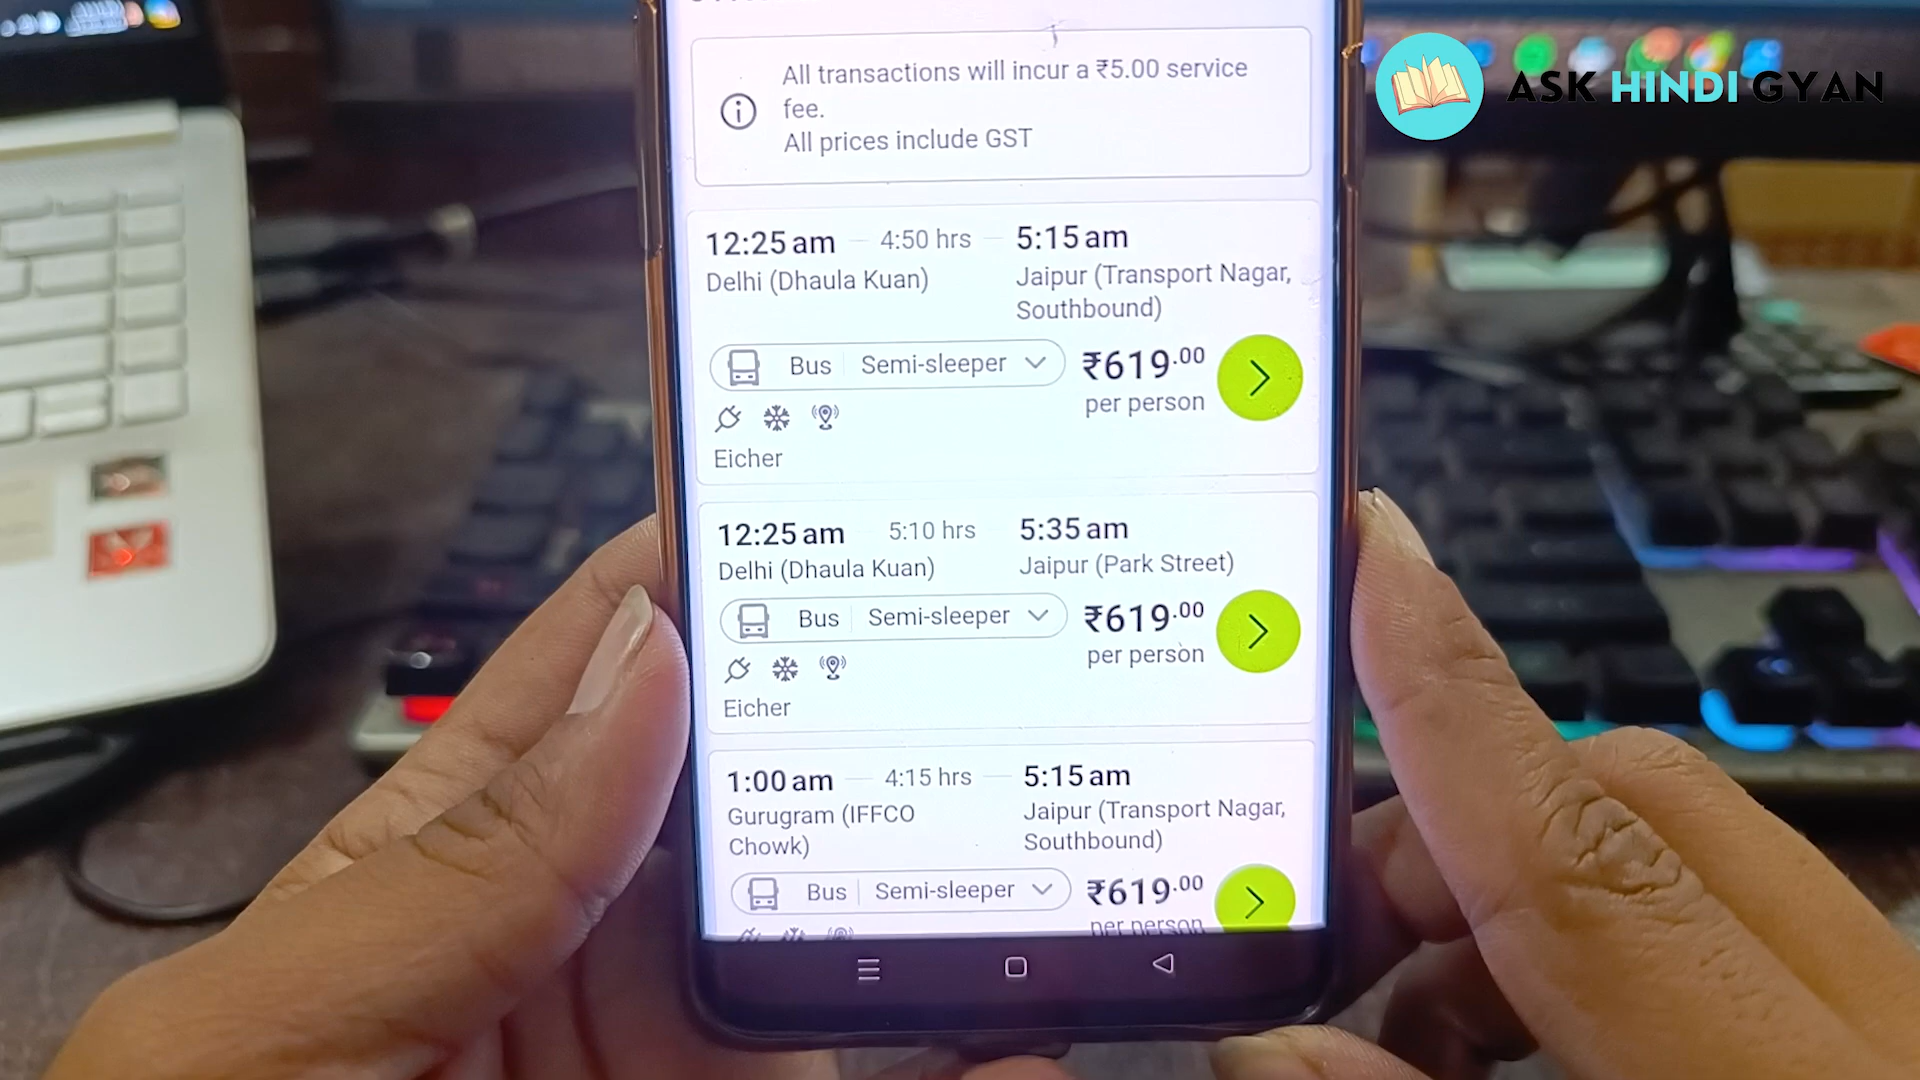 All transactions will incur a ₹5.00 service
fee.
All prices include GST
ASK HINDI GYAN
12:25 am 4:50 hrs 5:15 am
Delhi (Dhaula Kuan) Jaipur (Transport Nagar,
Southbound)
Bus Semi-sleeper ₹619.00
per person
Eicher
12:25 am 5:10 hrs 5:35 am
Delhi (Dhaula Kuan) Jaipur (Park Street)
Bus Semi-sleeper ₹619.00
per person
Eicher
1:00 am 4:15 hrs 5:15 am
Gurugram (IFFCO Jaipur (Transport Nagar,
Chowk) Southbound)
Bus Semi-sleeper ₹619.00
per person